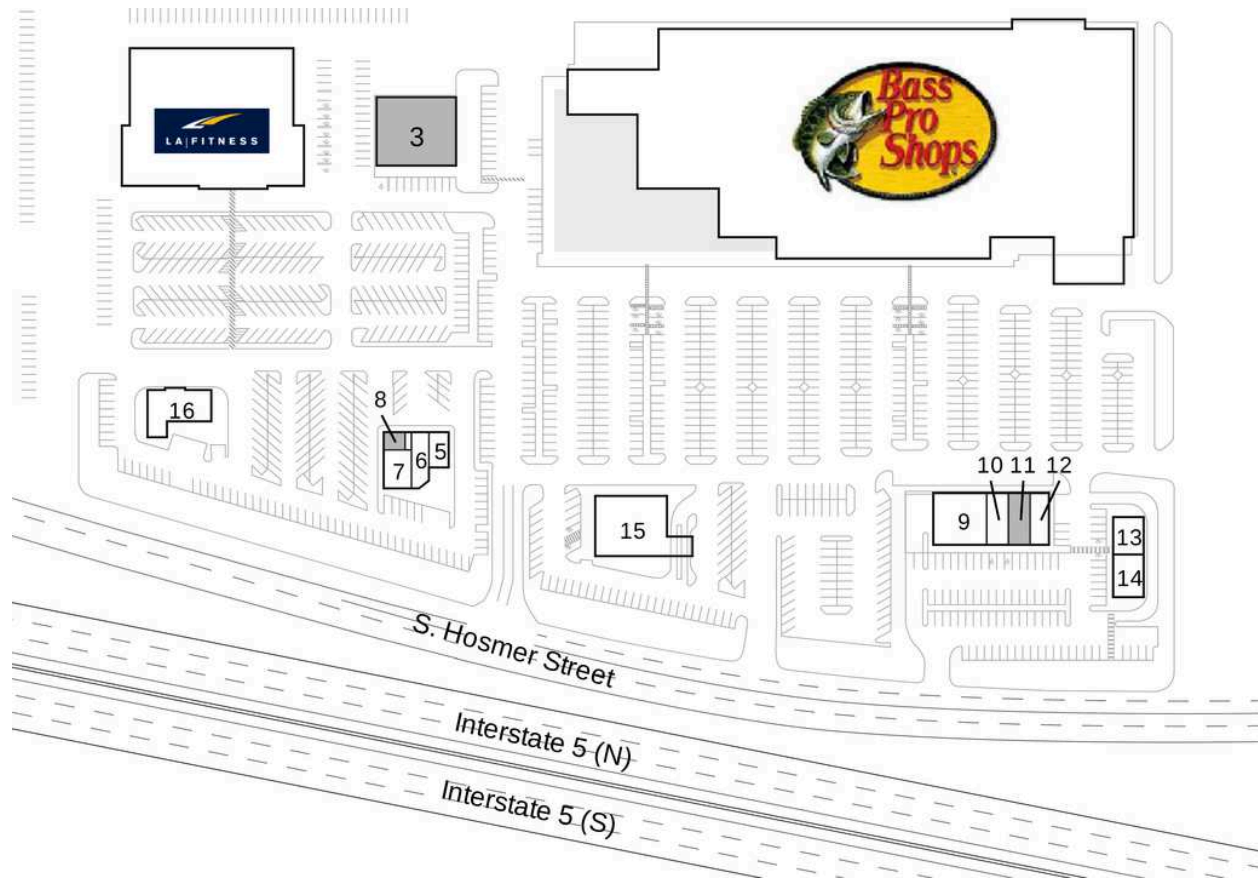 LA|FITNESS
3
Bass
Pro
Shops
16
8
5
6
7
15
9
10
11
12
13
14
S. Hosmer Street
Interstate 5 (N)
Interstate 5 (S)